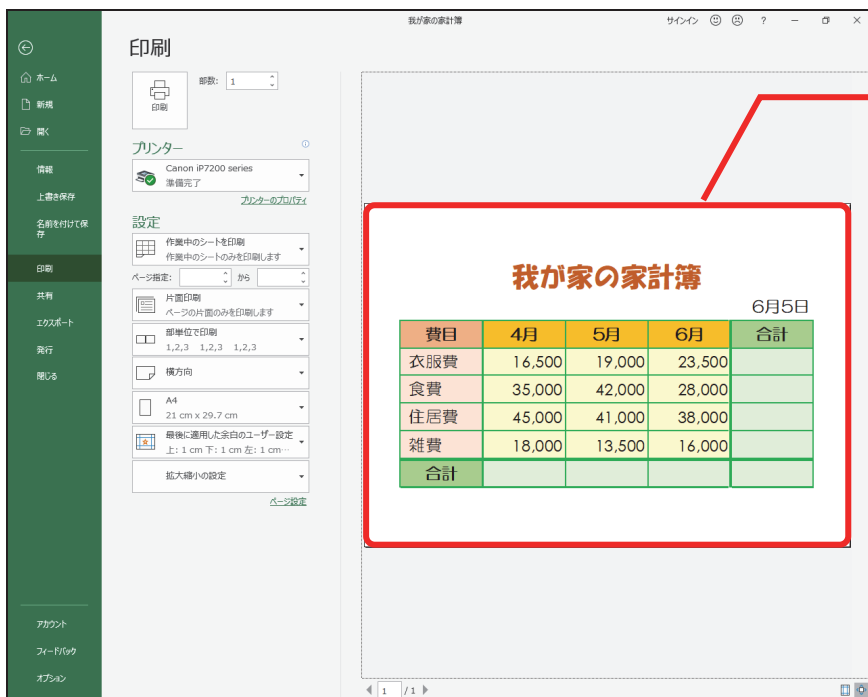 我が家の家計簿
サインイン
?
印刷
ホーム
新規
開く
情報
上書き保存
名前を付けて保
存
印刷
共有
エクスポート
発行
閉じる
アカウント
フィードバック
オプション
印刷
部数: 1
プリンター
Canon iP7200 series
準備完了
プリンターのプロパティ
設定
作業中のシートを印刷
作業中のシートのみを印刷します
ページ指定: から
片面印刷
ページの片面のみを印刷します
部単位で印刷
1,2,3 1,2,3 1,2,3
横方向
A4
21 cm x 29.7 cm
最後に適用した余白のユーザー設定
上: 1 cm 下: 1 cm 左: 1 cm…
拡大縮小の設定
ページ設定
我が家の家計簿
6月5日
費目 4月 5月 6月 合計
衣服費 16,500 19,000 23,500
食費 35,000 42,000 28,000
住居費 45,000 41,000 38,000
雑費 18,000 13,500 16,000
合計
1 /1